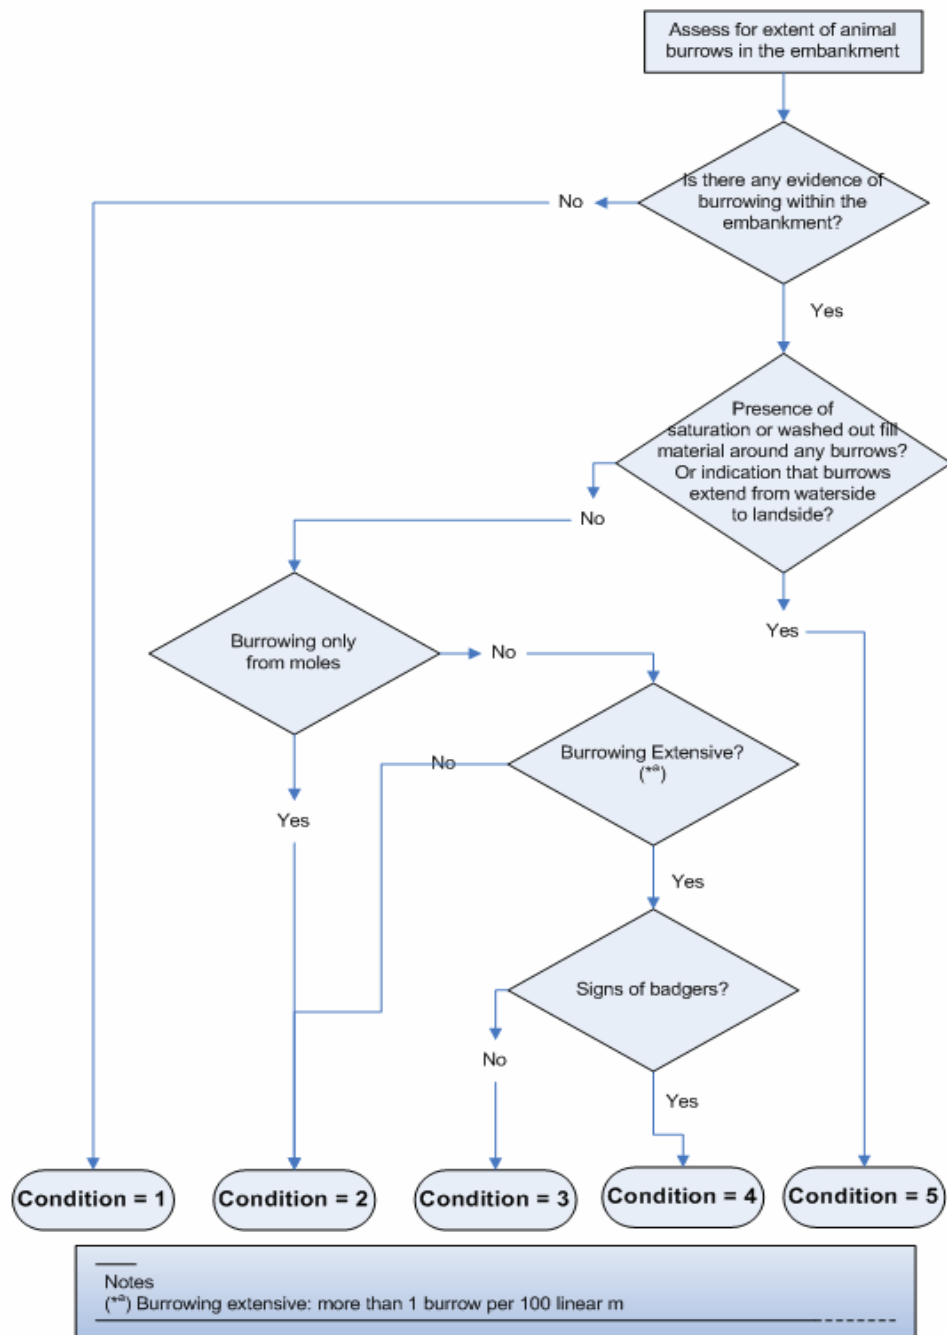 Assess for extent of animal
burrows in the embankment
Is there any evidence of
burrowing within the
embankment?
No
Yes
Presence of
saturation or washed out fill
material around any burrows?
Or indication that burrows
extend from waterside
to landside?
No
Yes
Burrowing only
from moles
No
Yes
Burrowing Extensive?
(*ᵃ)
No
Yes
Signs of badgers?
No
Yes
Condition = 1
Condition = 2
Condition = 3
Condition = 4
Condition = 5
Notes
(*ᵃ) Burrowing extensive: more than 1 burrow per 100 linear m